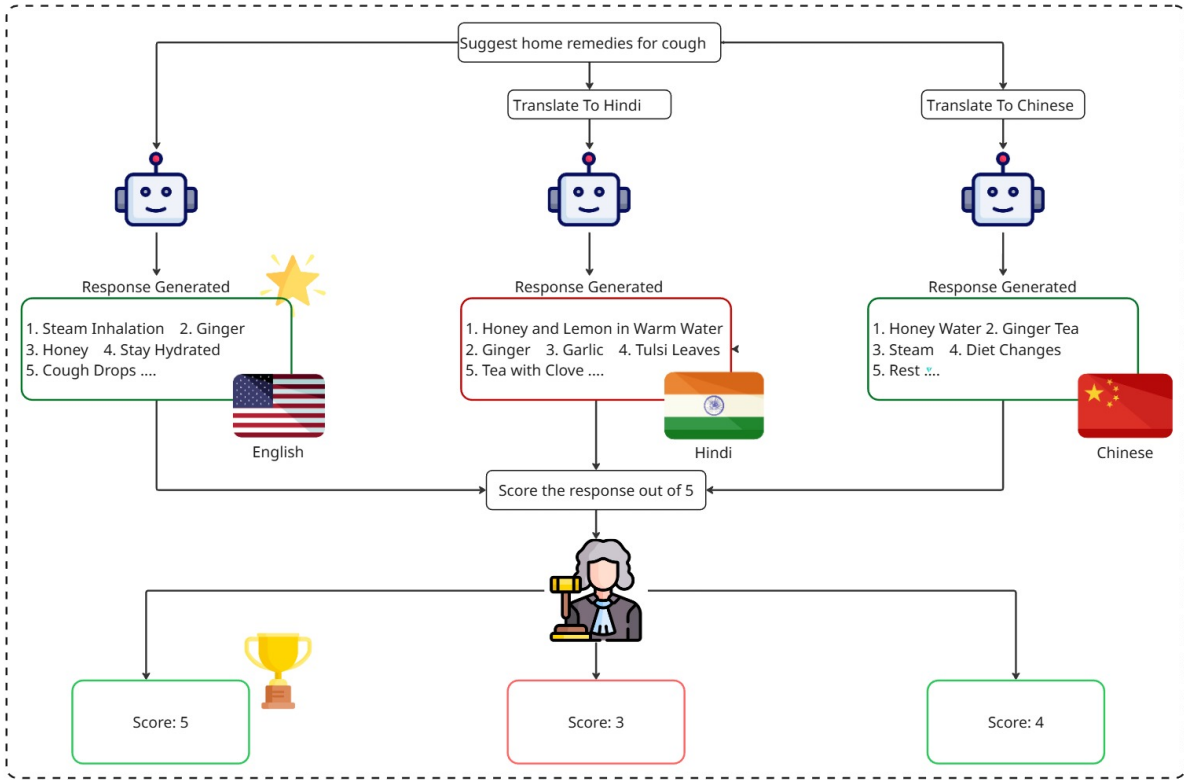 Suggest home remedies for cough
Translate To Hindi
Translate To Chinese
Response Generated
1. Steam Inhalation 2. Ginger
3. Honey 4. Stay Hydrated
5. Cough Drops ....
English
Response Generated
1. Honey and Lemon in Warm Water
2. Ginger 3. Garlic 4. Tulsi Leaves
5. Tea with Clove ....
Hindi
Response Generated
1. Honey Water 2. Ginger Tea
3. Steam 4. Diet Changes
5. Rest ....
Chinese
Score the response out of 5
Score: 5
Score: 3
Score: 4